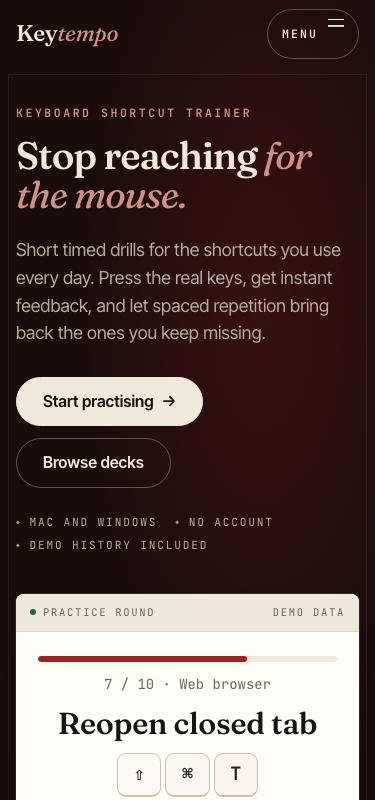 Keytempo
MENU
KEYBOARD SHORTCUT TRAINER
Stop reaching for
the mouse.
Short timed drills for the shortcuts you use
every day. Press the real keys, get instant
feedback, and let spaced repetition bring
back the ones you keep missing.
Start practising →
Browse decks
MAC AND WINDOWS
NO ACCOUNT
DEMO HISTORY INCLUDED
PRACTICE ROUND
DEMO DATA
7 / 10 · Web browser
Reopen closed tab
⇧ ⌘ T